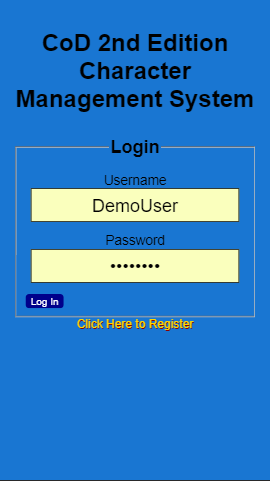 CoD 2nd Edition
Character
Management System
Login
Username
DemoUser
Password
••••••••
Log In
Click Here to Register